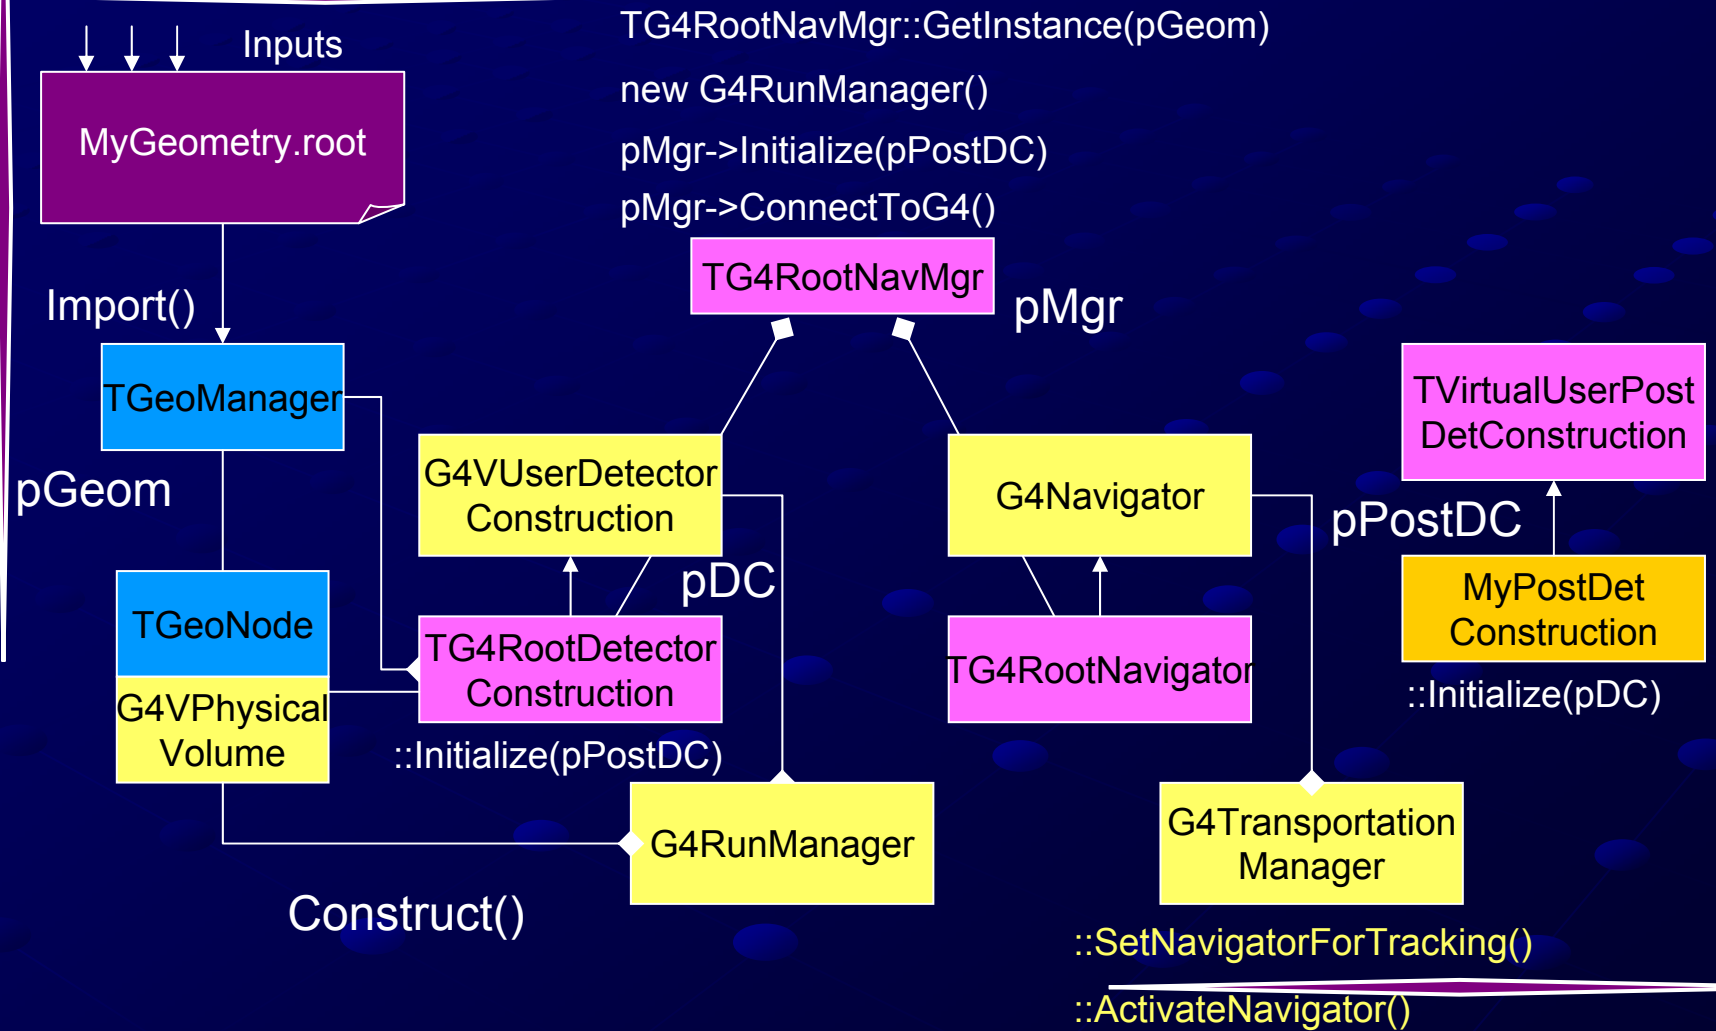 Inputs
MyGeometry.root
TG4RootNavMgr::GetInstance(pGeom)
new G4RunManager()
pMgr->Initialize(pPostDC)
pMgr->ConnectToG4()
TG4RootNavMgr
pMgr
Import()
TGeoManager
pGeom
G4VUserDetector
Construction
pDC
G4Navigator
TVirtualUserPost
DetConstruction
pPostDC
MyPostDet
Construction
::Initialize(pDC)
TGeoNode
G4VPhysical
Volume
TG4RootDetector
Construction
::Initialize(pPostDC)
TG4RootNavigator
G4RunManager
Construct()
G4Transportation
Manager
::SetNavigatorForTracking()
::ActivateNavigator()